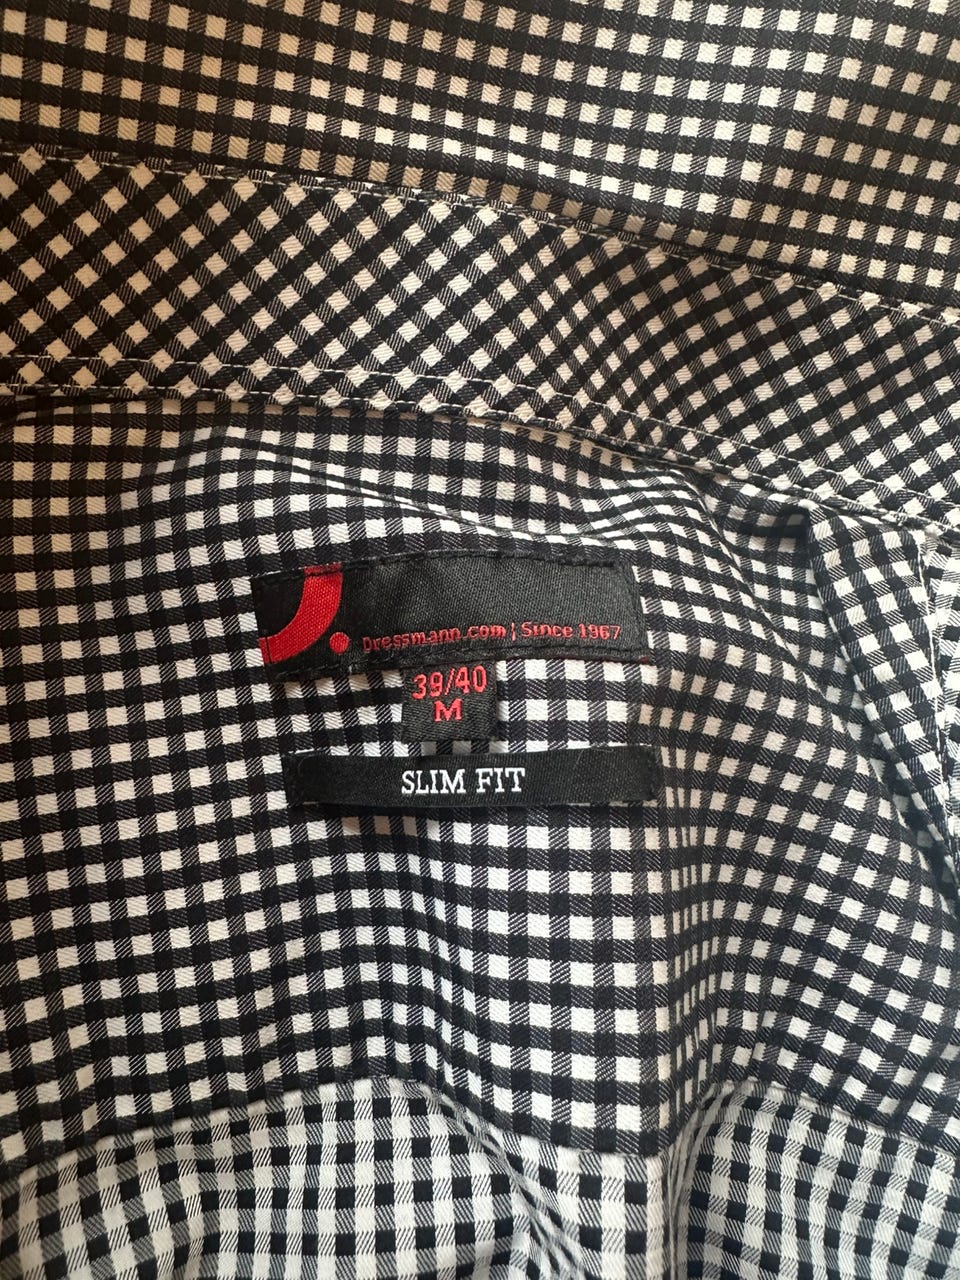 Dressmann.com | Since 1967
39/40
M
SLIM FIT